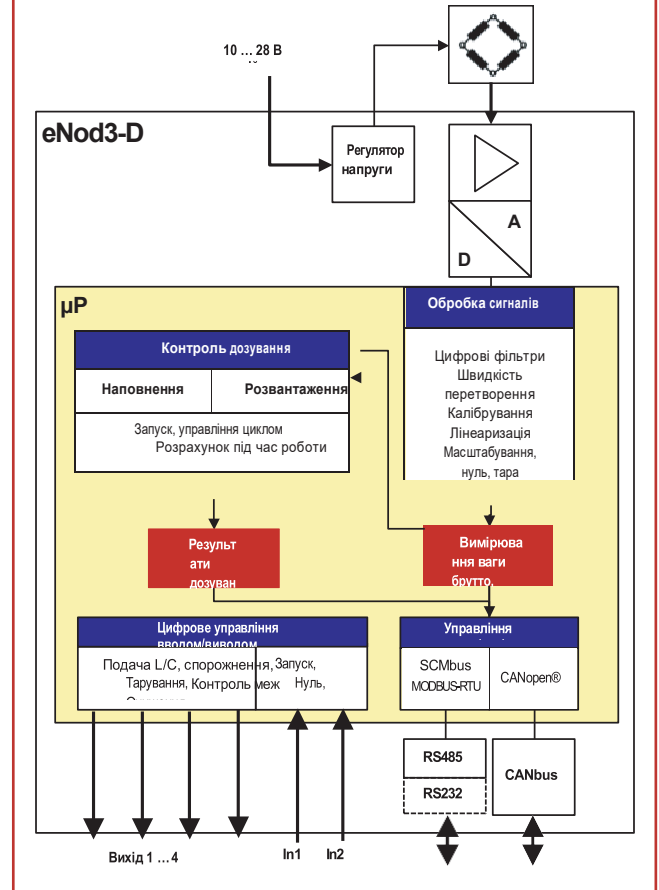 10 … 28 В
eNod3-D
Регулятор
напруги
A
D
µP
Обробка сигналів
Цифрові фільтри
Швидкість
перетворення
Калібрування
Лінеаризація
Масштабування,
нуль, тара
Контроль дозування
Наповнення
Розвантаження
Запуск, управління циклом
Розрахунок під час роботи
Результ
ати
дозуван
Вимірюва
ння ваги
брутто,
Цифрове управління
вводом/виводом
Подача L/C, спорожнення, Запуск,
Тарування, Контроль меж Нуль,
Управління
SCMbus
MODBUS-RTU
CANopen®
RS485
RS232
CANbus
Вихід 1 … 4
In1
In2